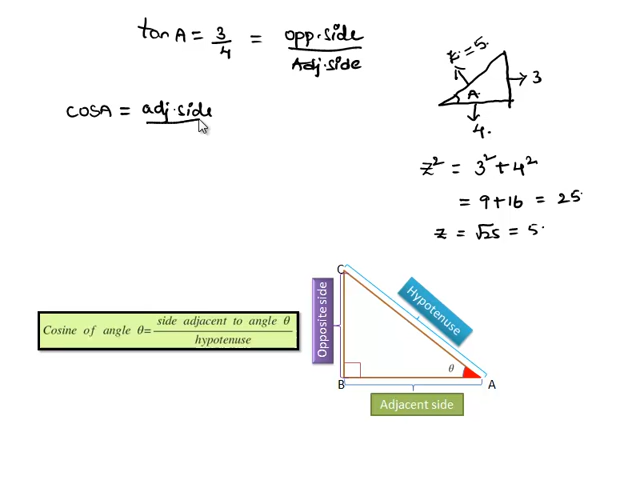 tan A = 3/4 = opp. side / Adj. side
z = 5.
3
A.
4.
cos A = adj. side
z² = 3² + 4²
= 9 + 16 = 25.
z = √25 = 5.
C
Opposite side
Hypotenuse
Cosine of angle θ= side adjacent to angle θ / hypotenuse
θ
B
A
Adjacent side